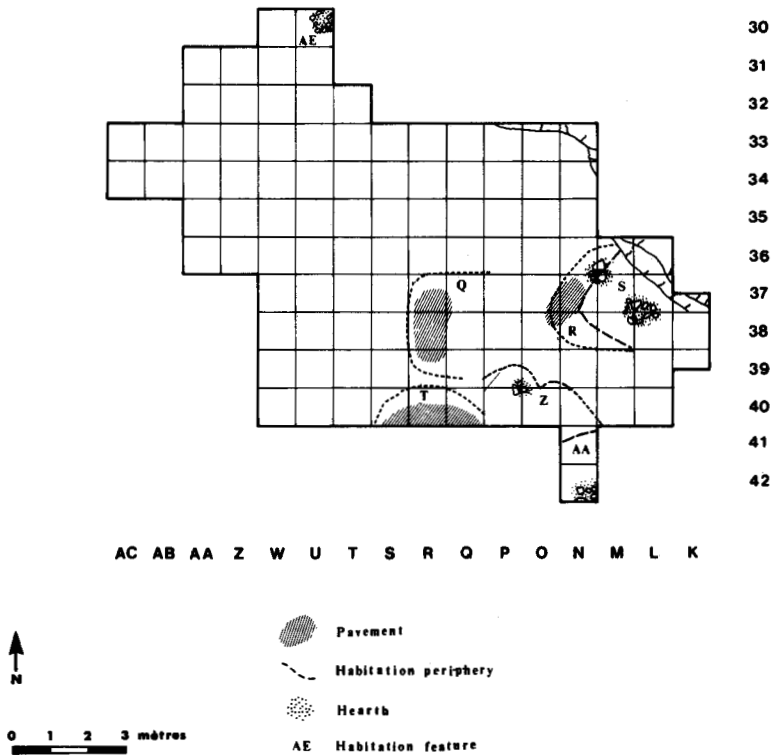 30
AE
31
32
33
34
35
36
Q S 37
R 38
39
T Z 40
AA 41
42
AC AB AA Z W U T S R Q P O N M L K
Pavement
N
Habitation periphery
Hearth
0 1 2 3 mètres
AE Habitation feature